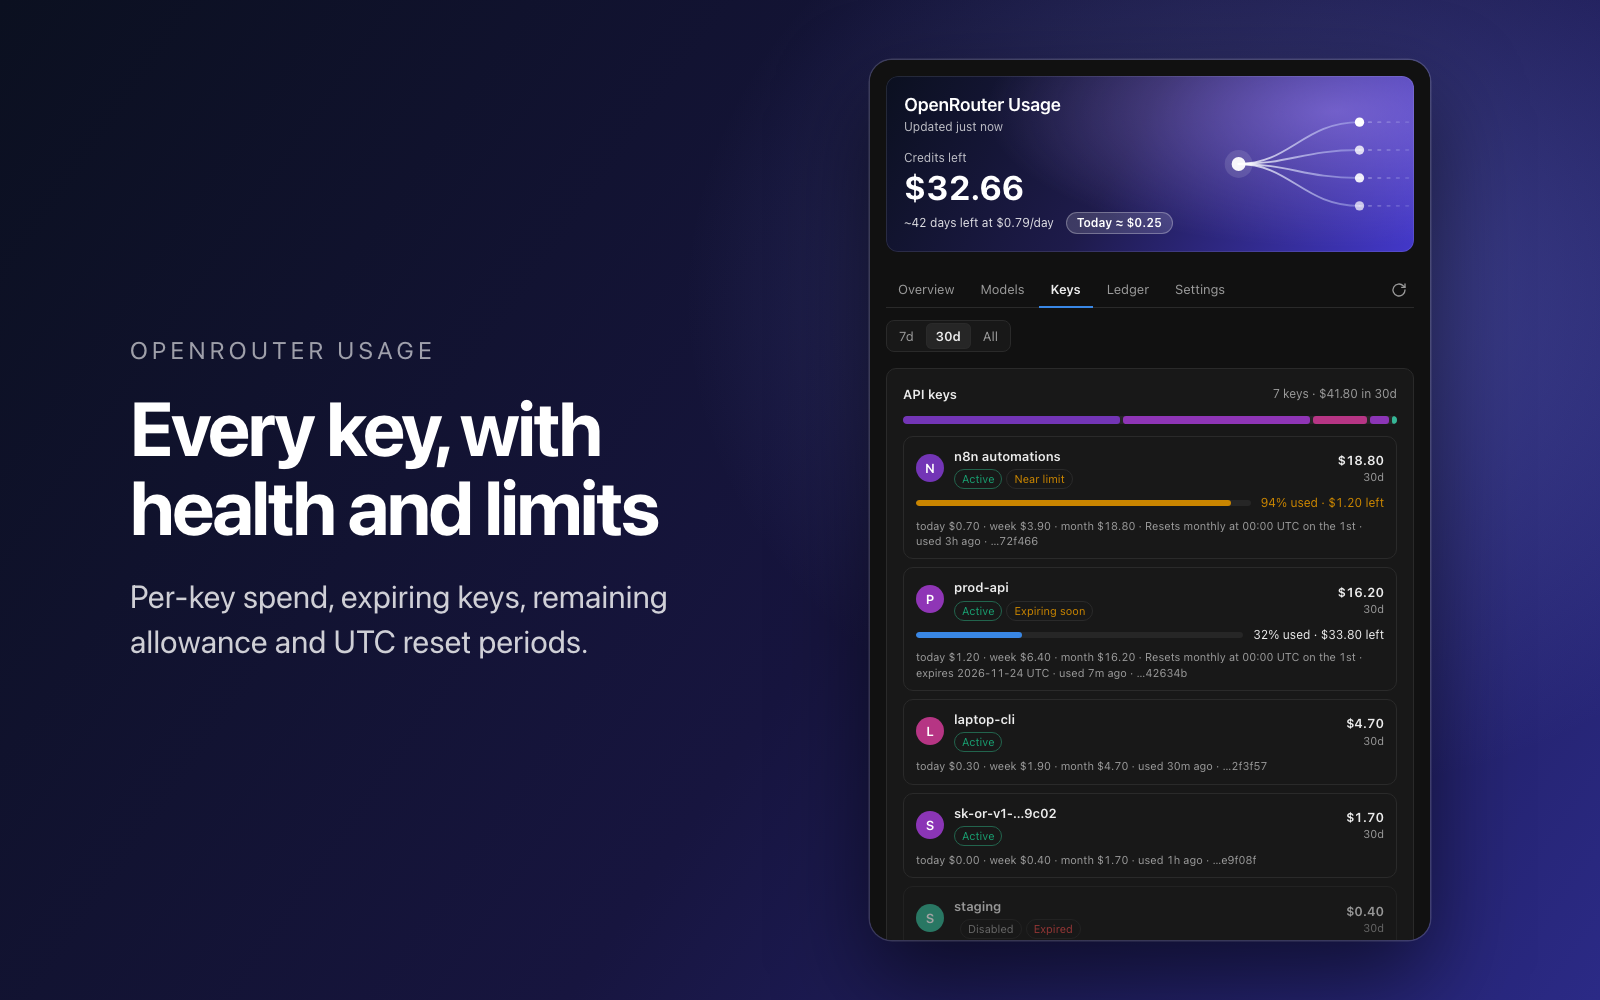 OPENROUTER USAGE
Every key, with
health and limits
Per-key spend, expiring keys, remaining
allowance and UTC reset periods.
OpenRouter Usage
Updated just now
Credits left
$32.66
~42 days left at $0.79/day Today ≈ $0.25
Overview Models Keys Ledger Settings
7d 30d All
API keys 7 keys · $41.80 in 30d
N n8n automations $18.80
Active Near limit 30d
94% used · $1.20 left
today $0.70 · week $3.90 · month $18.80 · Resets monthly at 00:00 UTC on the 1st ·
used 3h ago · ...72f466
P prod-api $16.20
Active Expiring soon 30d
32% used · $33.80 left
today $1.20 · week $6.40 · month $16.20 · Resets monthly at 00:00 UTC on the 1st ·
expires 2026-11-24 UTC · used 7m ago · ...42634b
L laptop-cli $4.70
Active 30d
today $0.30 · week $1.90 · month $4.70 · used 30m ago · ...2f3f57
S sk-or-v1-...9c02 $1.70
Active 30d
today $0.00 · week $0.40 · month $1.70 · used 1h ago · ...e9f08f
S staging $0.40
Disabled Expired 30d